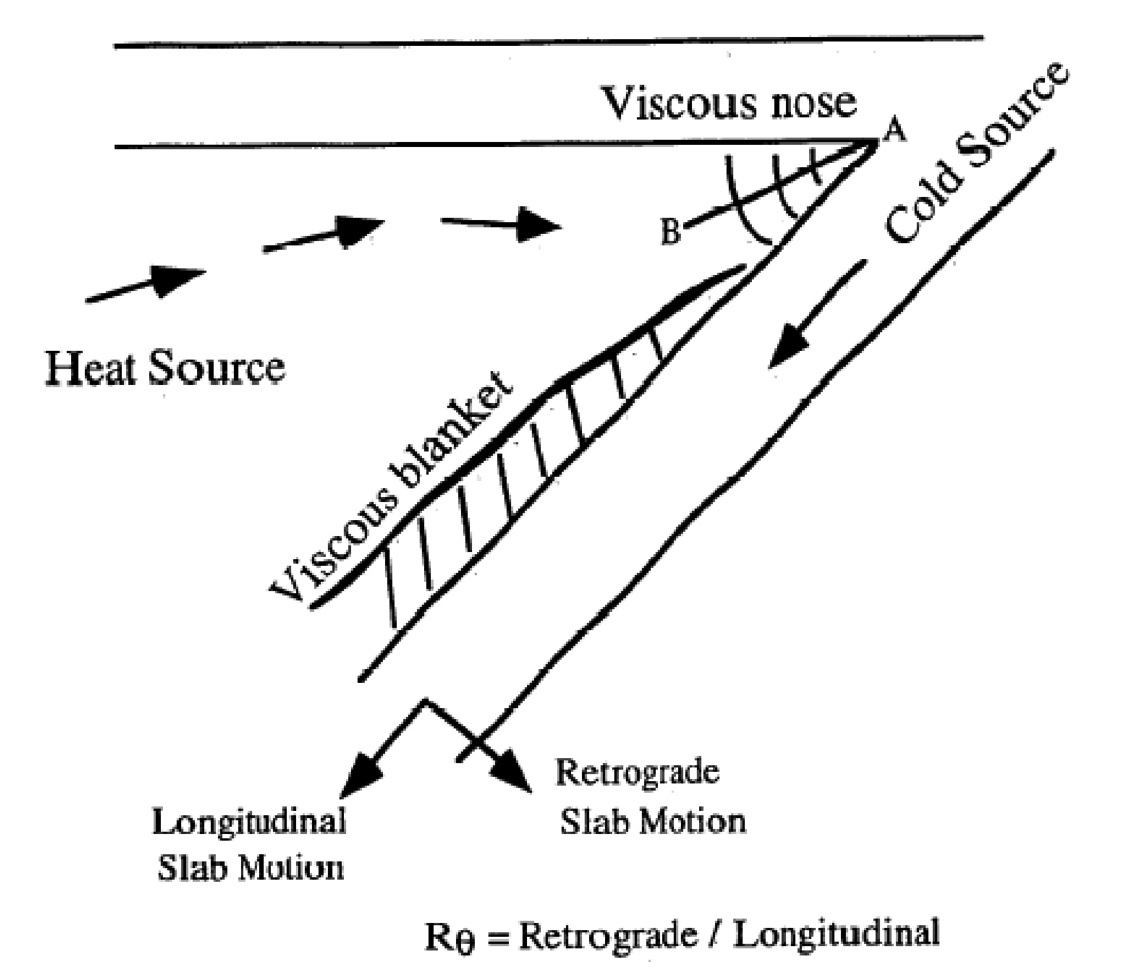 Viscous nose
A
Cold Source
B
Heat Source
Viscous blanket
Retrograde
Slab Motion
Longitudinal
Slab Motion
Rθ = Retrograde / Longitudinal